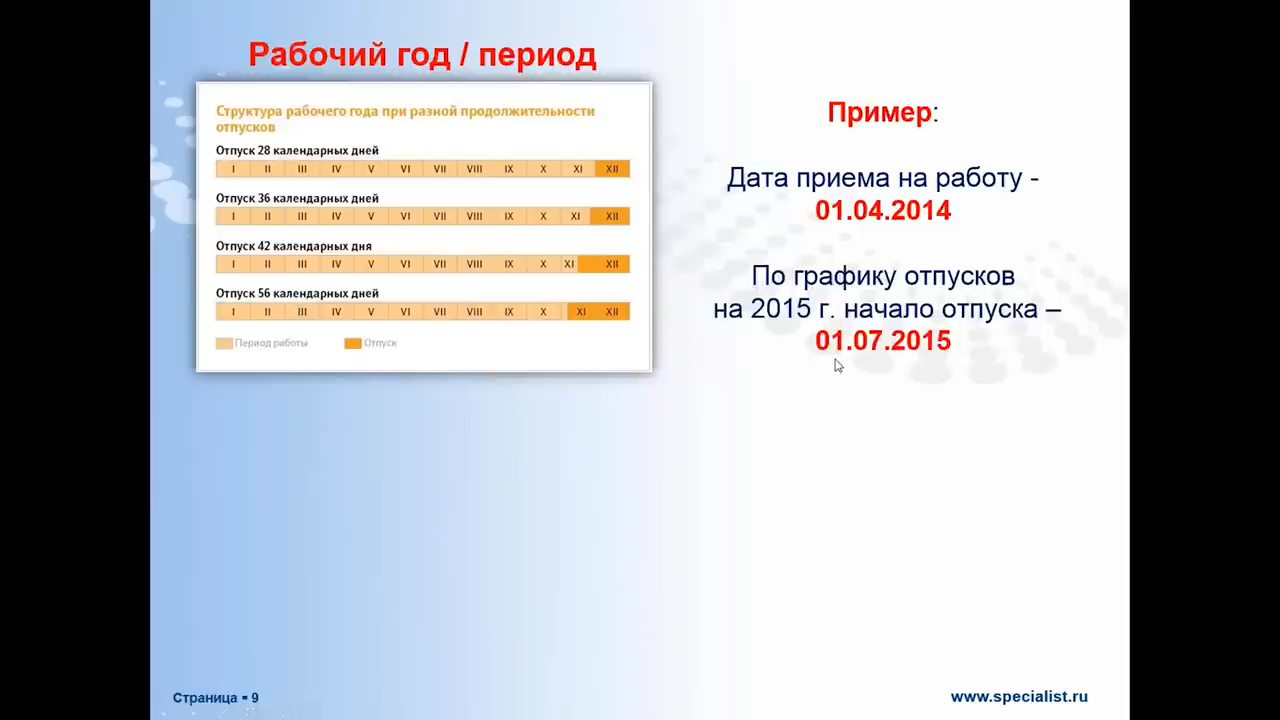 Рабочий год / период
Структура рабочего года при разной продолжительности
отпусков
Отпуск 28 календарных дней
I II III IV V VI VII VIII IX X XI XII
Отпуск 36 календарных дней
I II III IV V VI VII VIII IX X XI XII
Отпуск 42 календарных дня
I II III IV V VI VII VIII IX X XI XII
Отпуск 56 календарных дней
I II III IV V VI VII VIII IX X XI XII
Период работы Отпуск
Пример:
Дата приема на работу -
01.04.2014
По графику отпусков
на 2015 г. начало отпуска –
01.07.2015
Страница ▪ 9
www.specialist.ru